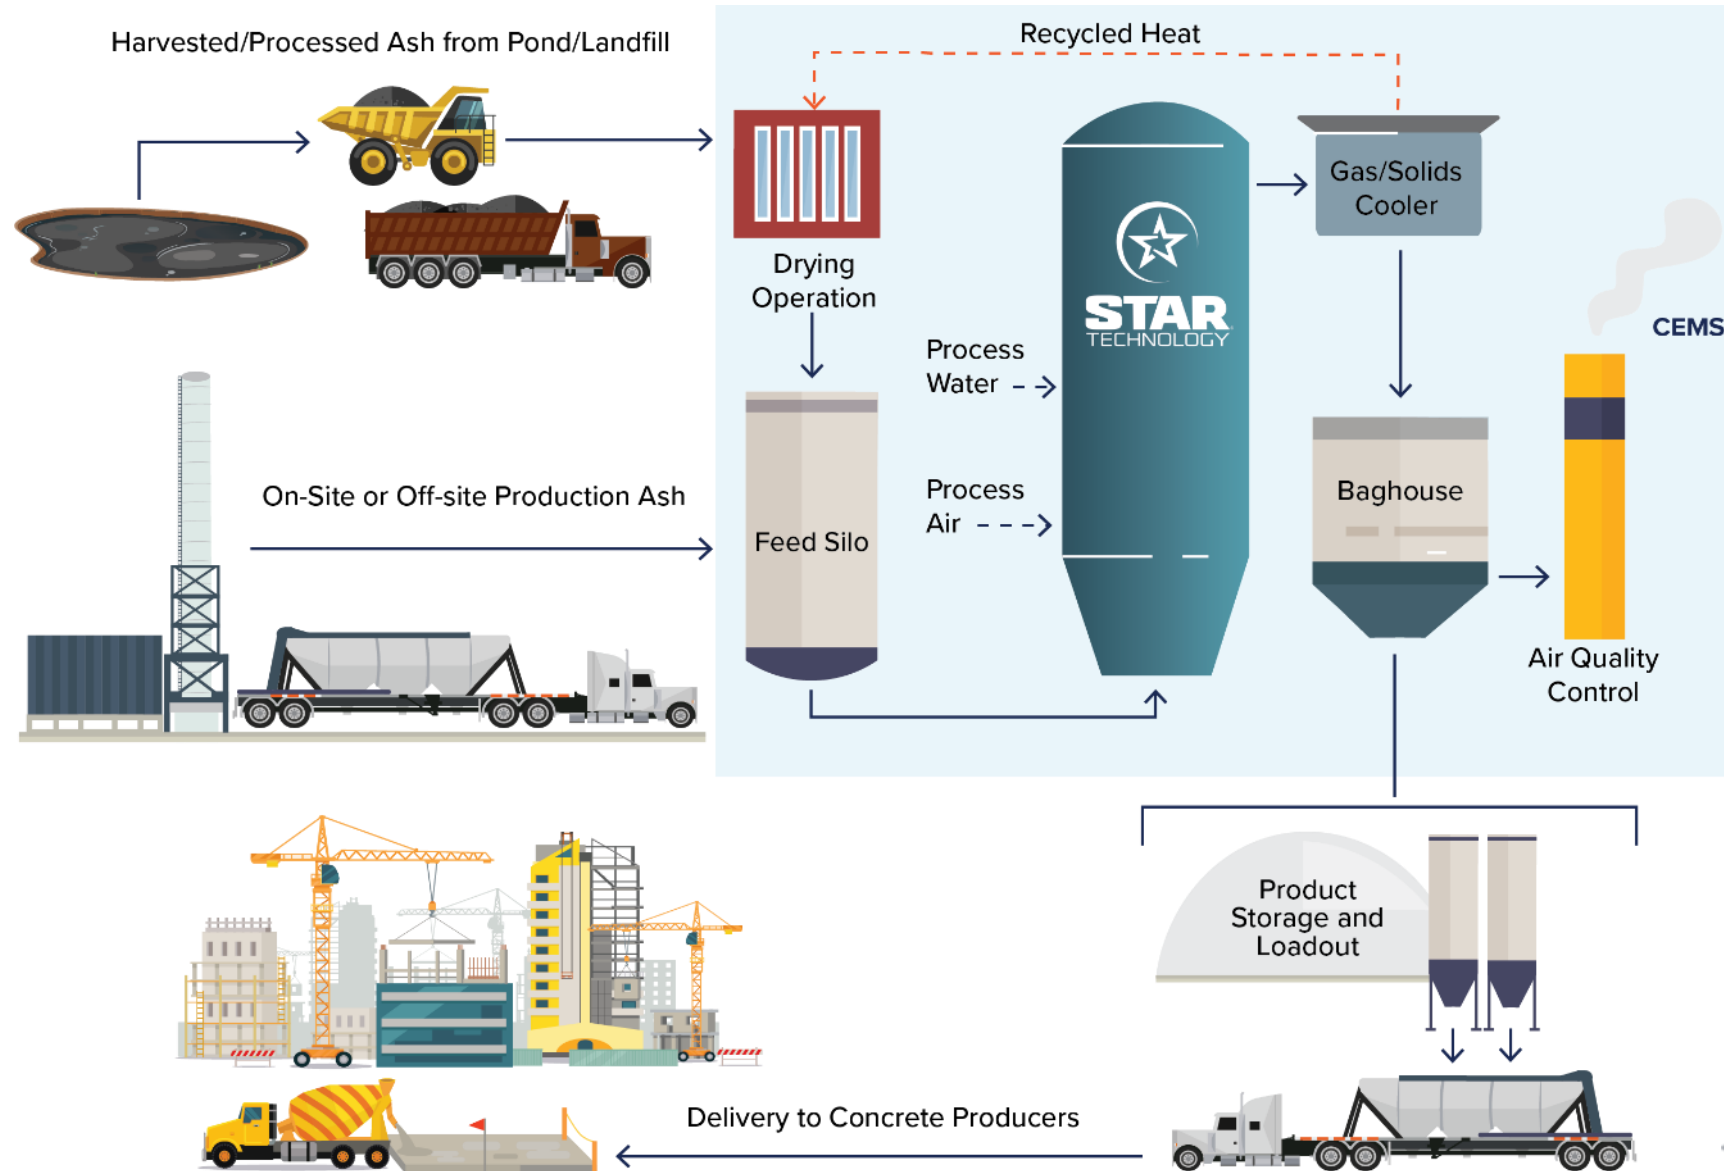 Harvested/Processed Ash from Pond/Landfill
Recycled Heat
Gas/Solids
Cooler
Drying
Operation
STAR
TECHNOLOGY
CEMS
Process
Water
Process
Air
On-Site or Off-site Production Ash
Feed Silo
Baghouse
Air Quality
Control
Product
Storage and
Loadout
Delivery to Concrete Producers